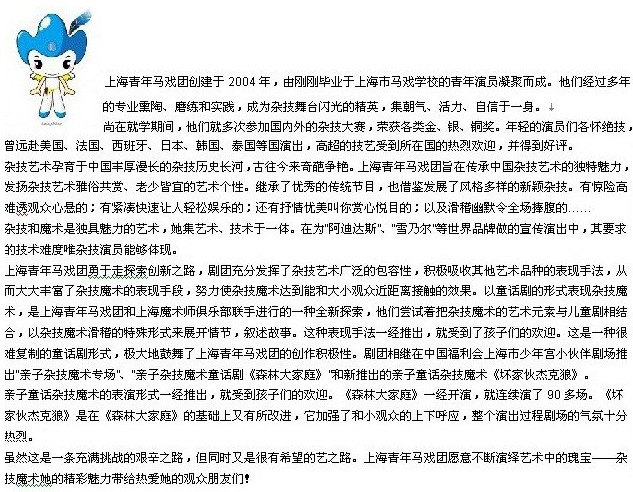 上海青年马戏团创建于 2004 年，由刚刚毕业于上海市马戏学校的青年演员凝聚而成。他们经过多年
的专业熏陶、磨练和实践，成为杂技舞台闪光的精英，集朝气、活力、自信于一身。↓
尚在就学期间，他们就多次参加国内外的杂技大赛，荣获各类金、银、铜奖。年轻的演员们各怀绝技，
曾远赴美国、法国、西班牙、日本、韩国、泰国等国演出，高超的技艺受到所在国的热烈欢迎，并得到好评。
杂技艺术孕育于中国丰厚漫长的杂技历史长河，古往今来奇葩争艳。上海青年马戏团旨在传承中国杂技艺术的独特魅力，
发扬杂技艺术雅俗共赏、老少皆宜的艺术个性。继承了优秀的传统节目，也借鉴发展了风格多样的新颖杂技。有惊险高
难诱观众心悬的；有紧凑快速让人轻松娱乐的；还有抒情优美叫你赏心悦目的；以及滑稽幽默令全场捧腹的……
杂技和魔术是独具魅力的艺术，她集艺术、技术于一体。在为“阿迪达斯”、“雪乃尔”等世界品牌做的宣传演出中，其要求
的技术难度唯杂技演员能够体现。
上海青年马戏团勇于走探索创新之路，剧团充分发挥了杂技艺术广泛的包容性，积极吸收其他艺术品种的表现手法，从
而大大丰富了杂技魔术的表现手段，努力使杂技魔术达到能和大小观众近距离接触的效果。以童话剧的形式表现杂技魔
术，是上海青年马戏团和上海魔术师俱乐部联手进行的一种全新探索，他们尝试着把杂技魔术的艺术元素与儿童剧相结
合，以杂技魔术滑稽的特殊形式来展开情节，叙述故事。这种表现手法一经推出，就受到了孩子们的欢迎。这是一种很
难复制的童话剧形式，极大地鼓舞了上海青年马戏团的创作积极性。剧团相继在中国福利会上海市少年宫小伙伴剧场推
出“亲子杂技魔术专场”、“亲子杂技魔术童话剧《森林大家庭》”和新推出的亲子童话杂技魔术《坏家伙杰克狼》。
亲子童话杂技魔术的表演形式一经推出，就受到孩子们的欢迎。《森林大家庭》一经开演，就连续演了 90 多场。《坏
家伙杰克狼》是在《森林大家庭》的基础上又有所改进，它加强了和小观众的上下呼应，整个演出过程剧场的气氛十分
热烈。
虽然这是一条充满挑战的艰辛之路，但同时又是很有希望的艺之路。上海青年马戏团愿意不断演绎艺术中的瑰宝——杂
技魔术她的精彩魅力带给热爱她的观众朋友们！